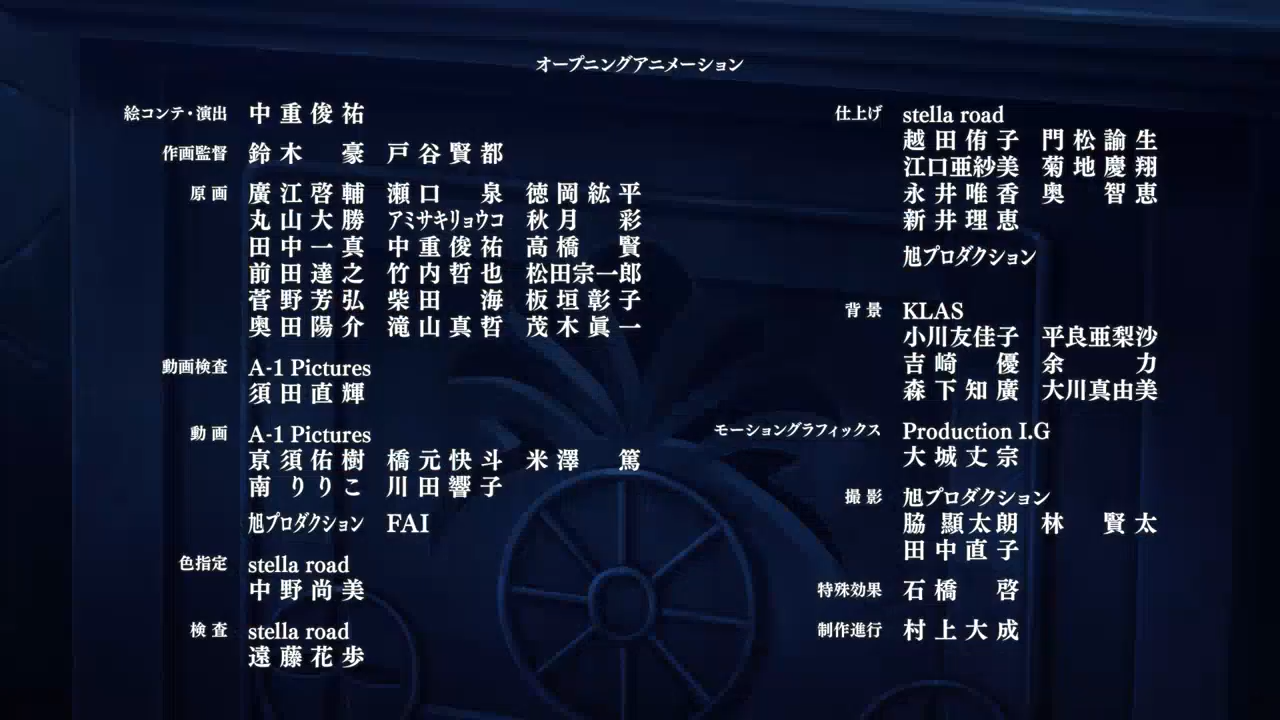 オープニングアニメーション
絵コンテ・演出 中重俊祐
作画監督 鈴木 豪 戸谷賢都
原画 廣江啓輔 瀬口 泉 徳岡紘平
丸山大勝 アミサキリョウコ 秋月 彩
田中一真 中重俊祐 高橋 賢
前田達之 竹内哲也 松田宗一郎
菅野芳弘 柴田 海 板垣彰子
奥田陽介 滝山真哲 茂木眞一
動画検査 A-1 Pictures
須田直輝
動画 A-1 Pictures
京須佑樹 橋元快斗 米澤 篤
南 りりこ 川田響子
旭プロダクション FAI
色指定 stella road
中野尚美
検査 stella road
遠藤花歩
仕上げ stella road
越田侑子 門松諭生
江口亜紗美 菊地慶翔
永井唯香 奥 智恵
新井理恵
旭プロダクション
背景 KLAS
小川友佳子 平良亜梨沙
吉崎 優 余 力
森下知廣 大川真由美
モーショングラフィックス Production I.G
大城丈宗
撮影 旭プロダクション
脇 顯太朗 林 賢太
田中直子
特殊効果 石橋 啓
制作進行 村上大成